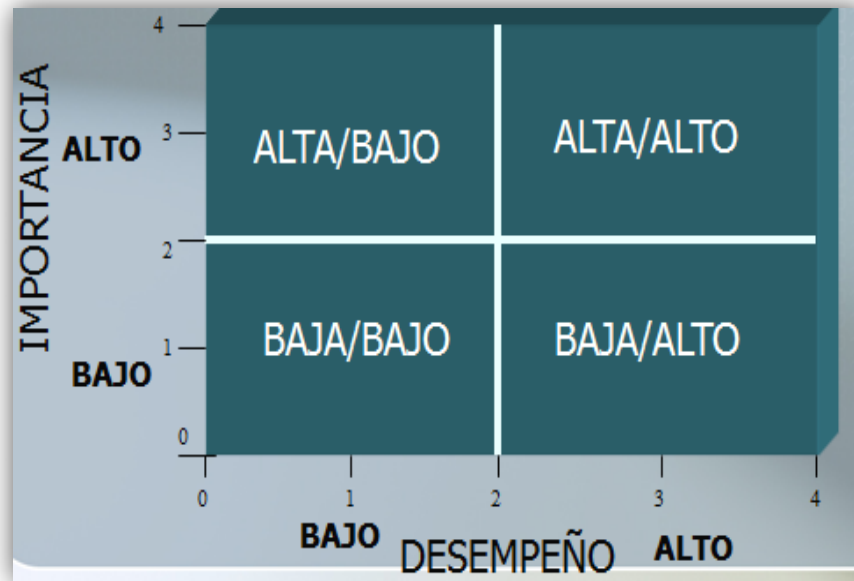 IMPORTANCIA
4
ALTO
3
ALTA/BAJO
ALTA/ALTO
2
BAJO
1
BAJA/BAJO
BAJA/ALTO
0
0
1
2
3
4
BAJO
DESEMPEÑO
ALTO